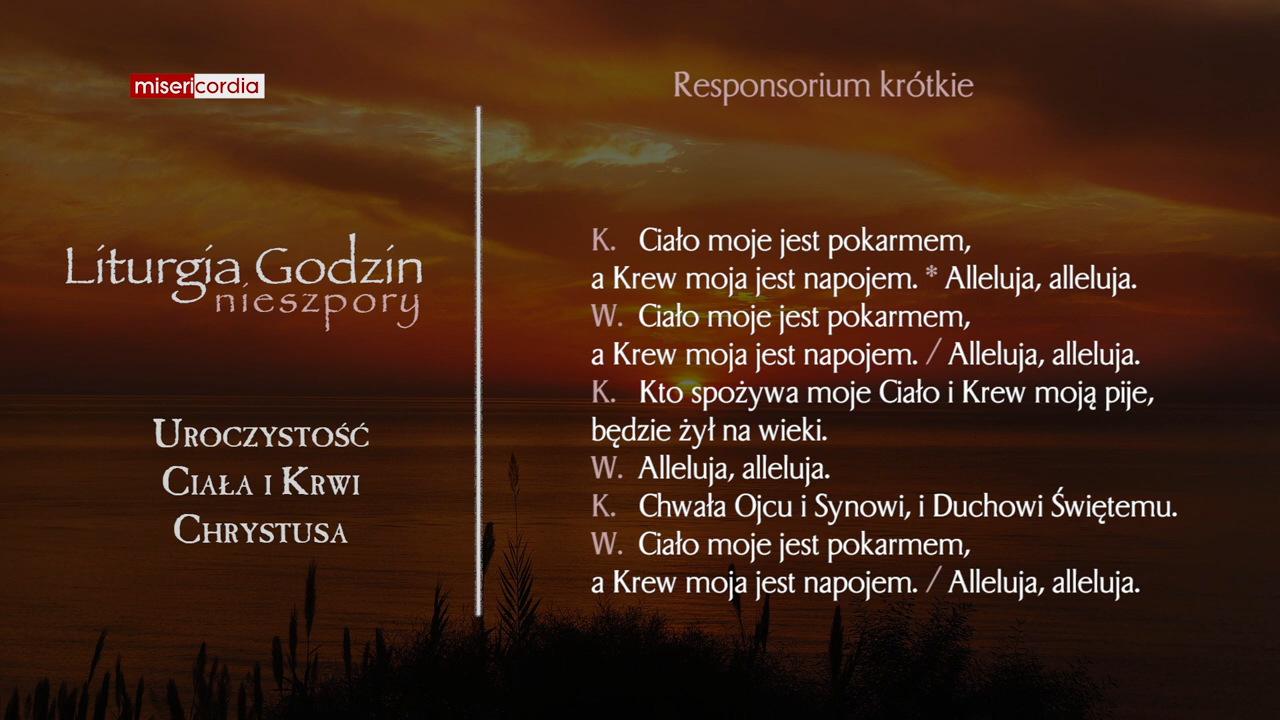 misericordia
Liturgia Godzin
nieszpory
Uroczystość
Ciała i Krwi
Chrystusa
Responsorium krótkie
K. Ciało moje jest pokarmem,
a Krew moja jest napojem. * Alleluja, alleluja.
W. Ciało moje jest pokarmem,
a Krew moja jest napojem. / Alleluja, alleluja.
K. Kto spożywa moje Ciało i Krew moją pije,
będzie żył na wieki.
W. Alleluja, alleluja.
K. Chwała Ojcu i Synowi, i Duchowi Świętemu.
W. Ciało moje jest pokarmem,
a Krew moja jest napojem. / Alleluja, alleluja.